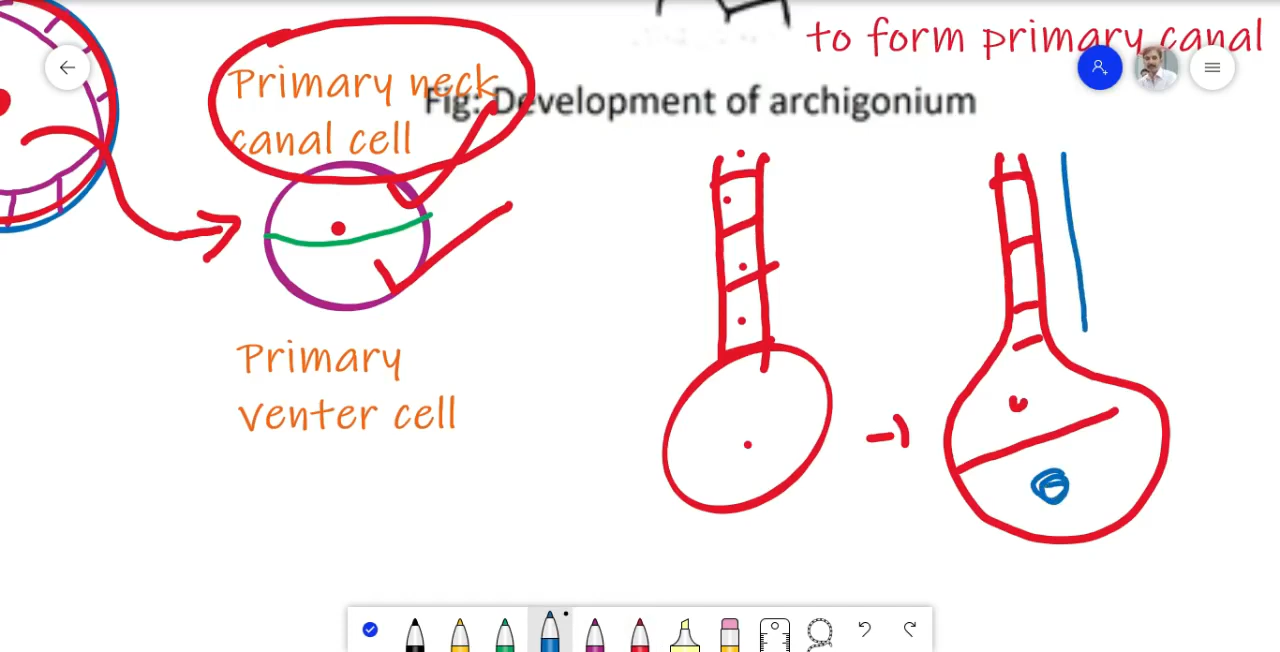 to form primary canal
Primary neck
canal cell
Fig: Development of archigonium
Primary
venter cell